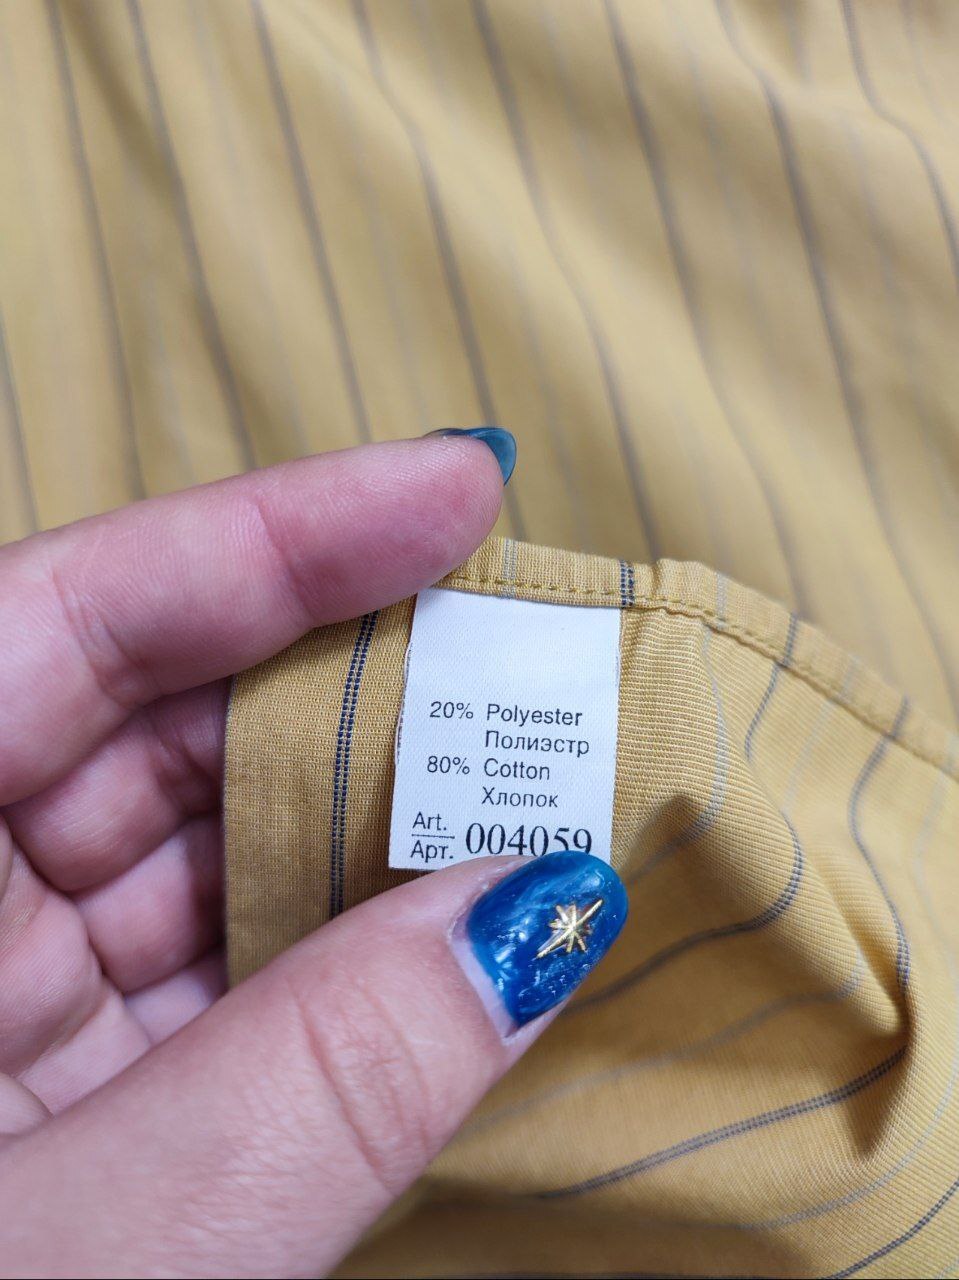 20% Polyester
Полиэстр
80% Cotton
Хлопок
Art.
Арт. 004059